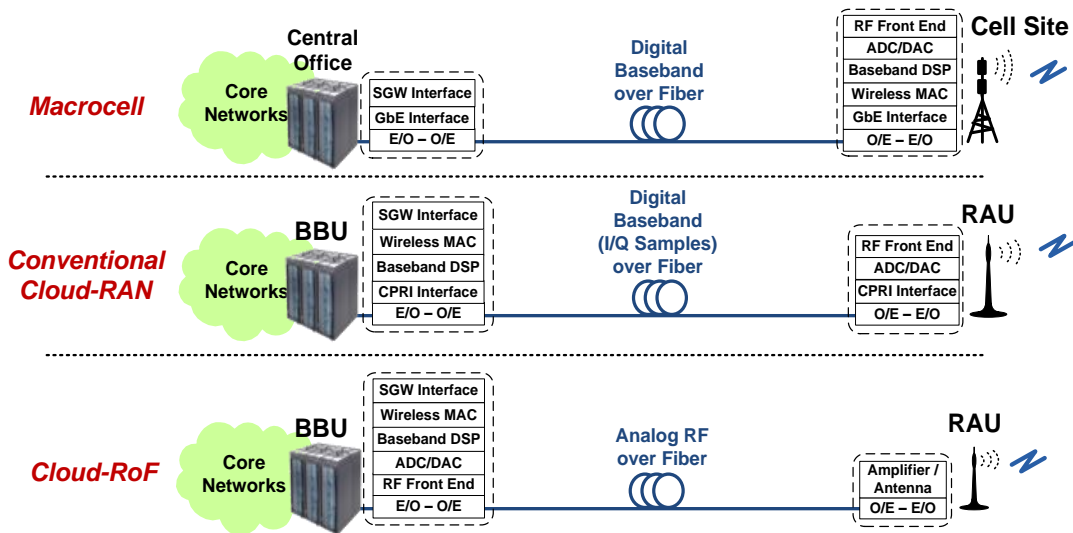 Macrocell
Core
Networks
Central
Office
SGW Interface
GbE Interface
E/O – O/E
Digital
Baseband
over Fiber
RF Front End
ADC/DAC
Baseband DSP
Wireless MAC
GbE Interface
O/E – E/O
Cell Site
Conventional
Cloud-RAN
Core
Networks
BBU
SGW Interface
Wireless MAC
Baseband DSP
CPRI Interface
E/O – O/E
Digital
Baseband
(I/Q Samples)
over Fiber
RF Front End
ADC/DAC
CPRI Interface
O/E – E/O
RAU
Cloud-RoF
Core
Networks
BBU
SGW Interface
Wireless MAC
Baseband DSP
ADC/DAC
RF Front End
E/O – O/E
Analog RF
over Fiber
Amplifier /
Antenna
O/E – E/O
RAU